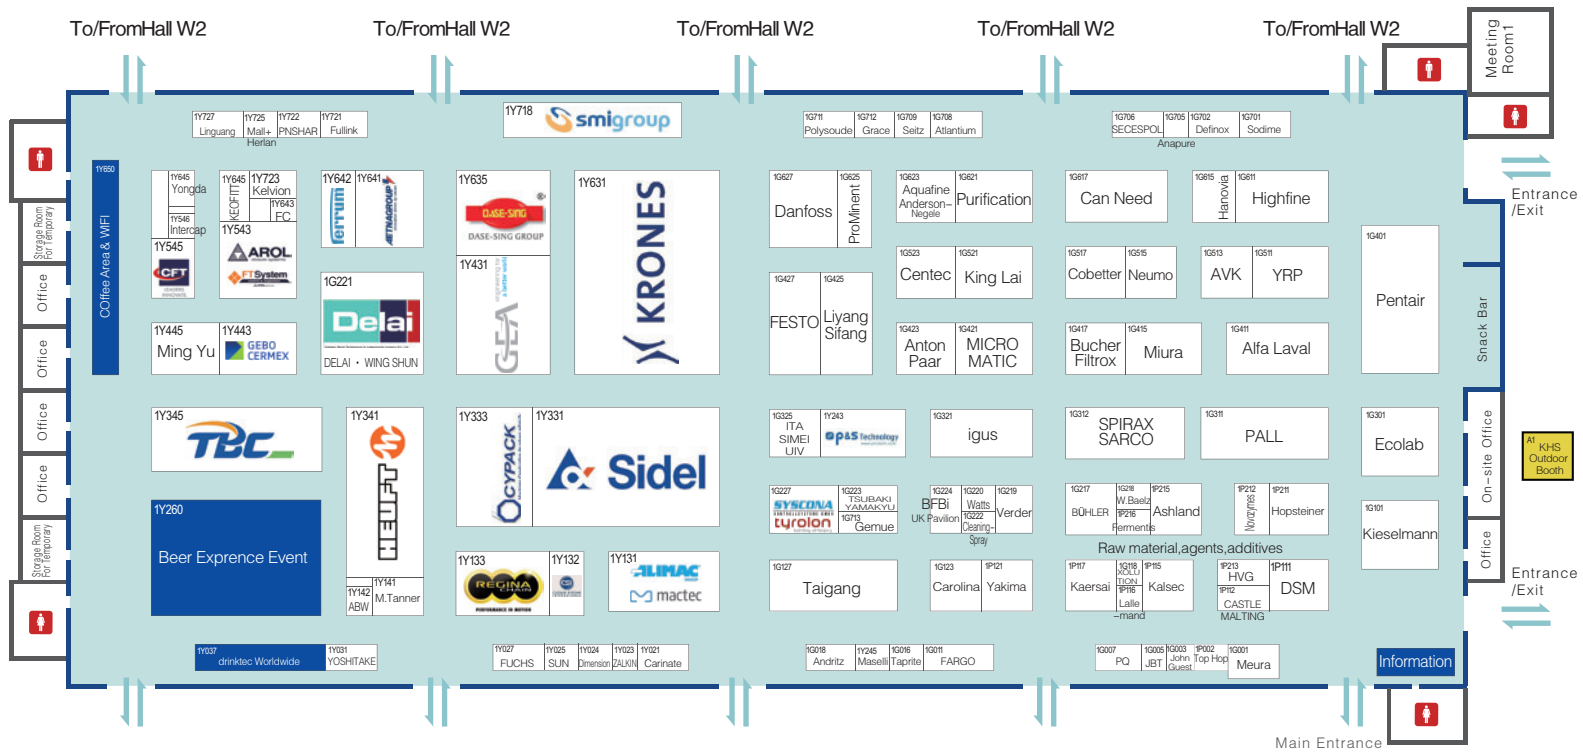 To/FromHall W2
To/FromHall W2
To/FromHall W2
To/FromHall W2
To/FromHall W2
Meeting
Room1
1Y727
Linguang
1Y725
Mall+
Herlan
1Y722
PNSHAR
1Y721
Fullink
1Y718
smigroup
1G711
Polysoude
1G712
Grace
1G709
Seitz
1G708
Atlantium
1G706
SECESPOL
1G705
Anapure
1G702
Definox
1G701
Sodime
Entrance
/Exit
1Y650
COffee Area & WIFI
1Y645
Yongda
1Y546
Intercap
1Y545
CFT
1Y645
KEOFITT
1Y723
Kelvion
1Y643
FC
1Y543
AROL
FTSystem
1Y642
ferrum
1Y641
AETNAGROUP
1Y635
DASE-SING
DASE-SING GROUP
1Y431
GEA
1Y631
KRONES
1G627
Danfoss
1G625
ProMinent
1G623
Aquafine
Anderson-
Negele
1G621
Purification
1G617
Can Need
1G615
Hanovia
1G611
Highfine
1G401
Pentair
Storage Room
For Temporary
Office
Office
Office
Office
Storage Room
For Temporary
1G221
Delai
DELAI · WING SHUN
1G427
FESTO
1G425
Liyang
Sifang
1G523
Centec
1G521
King Lai
1G517
Cobetter
1G515
Neumo
1G513
AVK
1G511
YRP
Snack Bar
1Y445
Ming Yu
1Y443
GEBO
CERMEX
1G423
Anton
Paar
1G421
MICRO
MATIC
1G417
Bucher
Filtrox
1G415
Miura
1G411
Alfa Laval
1Y345
TBC
1Y341
HEUFT
1Y333
OCYPACK
1Y331
Sidel
1G325
ITA
SIMEI
UIV
1Y243
p&s Technology
1G321
igus
1G312
SPIRAX
SARCO
1G311
PALL
1G301
Ecolab
On-site Office
A1
KHS
Outdoor
Booth
1Y260
Beer Exprence Event
1G227
SYSCONA
tyrolon
1G223
TSUBAKI
YAMAKYU
1G713
Gemue
1G224
BFBi
UK Pavilion
1G220
Watts
1G222
Cleaning-
Spray
1G219
Verder
1G217
BÜHLER
1G218
W.Baelz
1P216
Fermentis
1P215
Ashland
1P212
Novozymes
1P211
Hopsteiner
1G101
Kieselmann
Office
Raw material,agents,additives
1Y142
ABW
1Y141
M.Tanner
1Y133
REGINA
CHAIN
PERFORMANCE IN MOTION
1Y132
1Y131
ALIMAC
mactec
1G127
Taigang
1G123
Carolina
1P121
Yakima
1P117
Kaersai
1G118
XOLU
TION
1P116
Lalle
-mand
1P115
Kalsec
1P213
HVG
1P112
CASTLE
MALTING
1P111
DSM
Entrance
/Exit
1Y037
drinktec Worldwide
1Y031
YOSHITAKE
1Y027
FUCHS
1Y025
SUN
1Y024
Dimension
1Y023
ZALKIN
1Y021
Carinate
1G018
Andritz
1Y245
Maselli
1G016
Taprite
1G011
FARGO
1G007
PQ
1G005
JBT
1G003
John
Guest
1P002
Top Hop
1G001
Meura
Information
Main Entrance